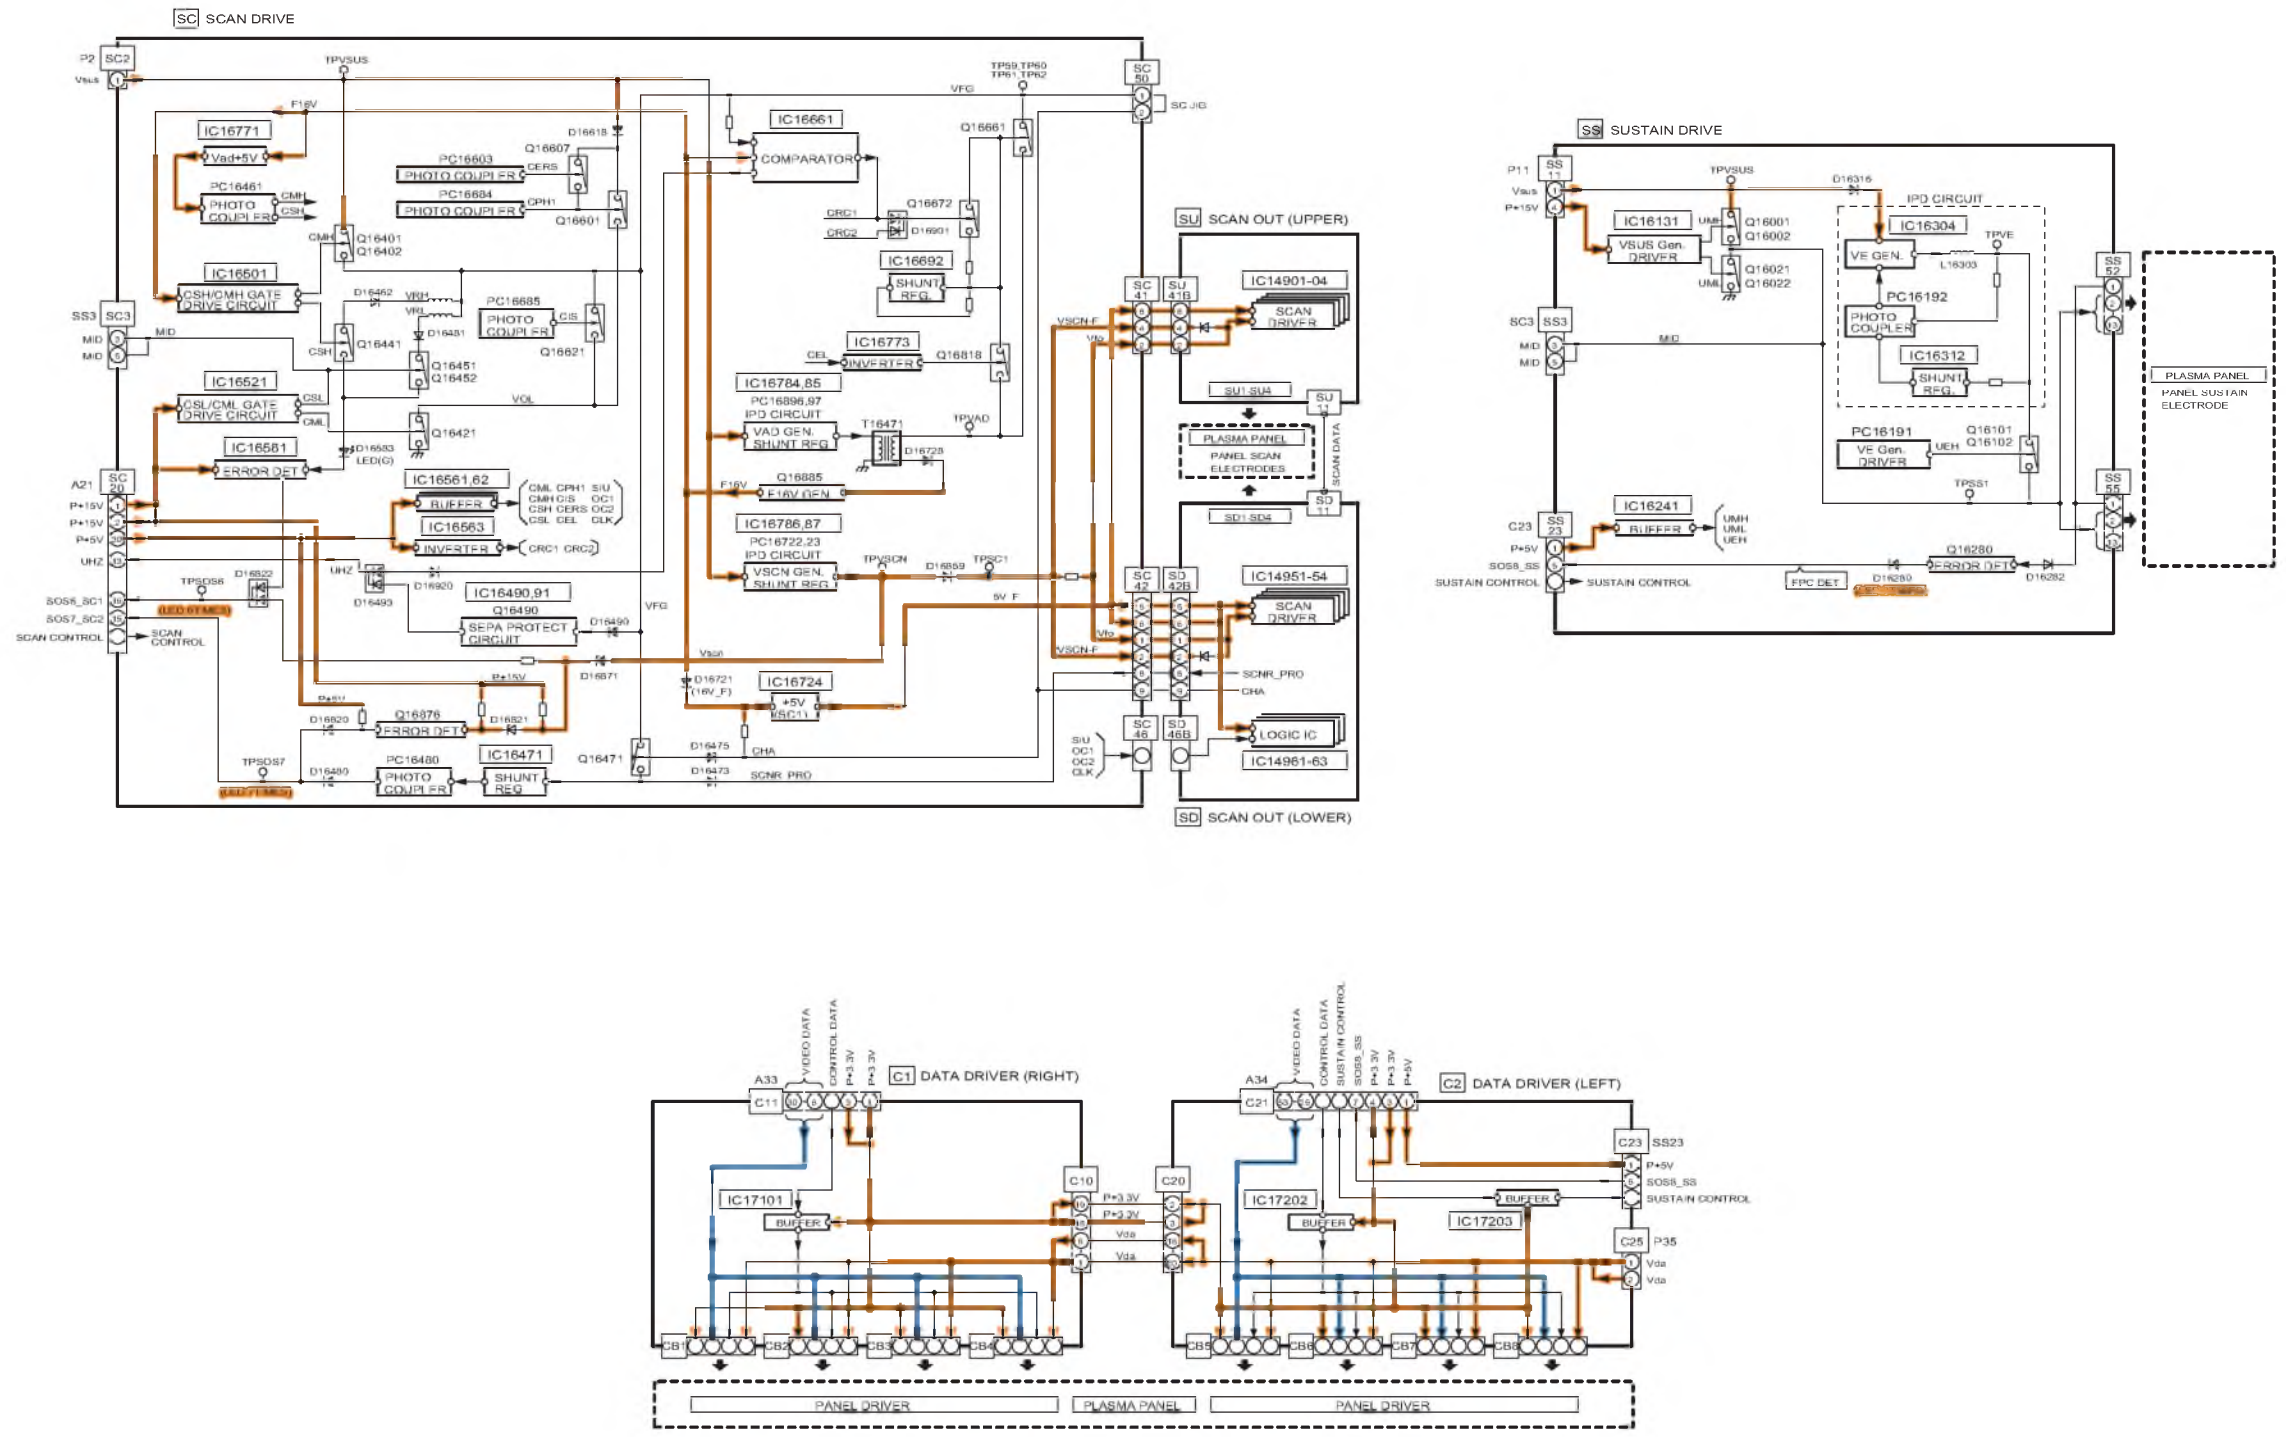 SC SCAN DRIVE
P2 SC2
Vsus
TPVSUS
F16V
IC16771
Vad+5V
PC16461
PHOTO
COUPLER
CMH
CSH
PC16603
PHOTO COUPLER
CERS
Q16607
D16618
PC16684
PHOTO COUPLER
CPH1
Q16601
CMH
Q16401
Q16402
IC16501
CSH/CMH GATE
DRIVE CIRCUIT
D16462
VRH
VRL
D16481
PC16685
PHOTO
COUPLER
CIS
Q16621
SS3 SC3
MID
MID
MID
CSH
Q16441
Q16451
Q16452
IC16521
CSL/CML GATE
DRIVE CIRCUIT
CSL
CML
VOL
Q16421
IC16581
ERROR DET
D16583
LED(G)
A21
SC
20
P+15V
P+15V
P+5V
UHZ
IC16561,62
BUFFER
CML CPH1 SIU
CMH CIS OC1
CSH CERS OC2
CSL CEL CLK
IC16563
INVERTER
CRC1 CRC2
UHZ
D16493
D16920
TPSOS6
D16822
SOS6_SC1
(LED 6TIMES)
SOS7_SC2
SCAN CONTROL
SCAN
CONTROL
IC16490,91
Q16490
SEPA PROTECT
CIRCUIT
D16490
VFG
Vscn
D16871
P+15V
P+5V
D16820
Q16876
ERROR DET
D16821
TPSOS7
D16480
PC16480
PHOTO
COUPLER
IC16471
SHUNT
REG
Q16471
D16475
CHA
D16473
SCNR_PRO
IC16661
COMPARATOR
VFG
TP59,TP60
TP61,TP62
Q16661
CRC1
CRC2
D16901
Q16672
IC16692
SHUNT
REG.
IC16773
CEL
INVERTER
Q16818
IC16784,85
PC16896,97
IPD CIRCUIT
VAD GEN.
SHUNT REG
T16471
TPVAD
D16728
Q16885
F16V
F16V GEN.
IC16786,87
PC16722,23
IPD CIRCUIT
VSCN GEN.
SHUNT REG
TPVSCN
D16859
TPSC1
5V_F
D16721
(16V_F)
IC16724
+5V
(SC1)
SC
50
SC JIG
SC
41
SU
41B
VSCN-F
Vfo
SU SCAN OUT (UPPER)
IC14901-04
SCAN
DRIVER
SU1-SU4
SU
11
SCAN DATA
PLASMA PANEL
PANEL SCAN
ELECTRODES
SD
11
SD1-SD4
IC14951-54
SCAN
DRIVER
SC
42
SD
42B
Vfo
VSCN-F
SCNR_PRO
CHA
SC
46
SD
46B
SIU
OC1
OC2
CLK
LOGIC IC
IC14961-63
SD SCAN OUT (LOWER)
SS SUSTAIN DRIVE
P11
SS
11
Vsus
P+15V
TPVSUS
IC16131
VSUS Gen.
DRIVER
UMH
Q16001
Q16002
UML
Q16021
Q16022
D16316
IPD CIRCUIT
IC16304
VE GEN.
TPVE
L16303
PC16192
PHOTO
COUPLER
IC16312
SHUNT
REG.
SC3 SS3
MID
MID
MID
PC16191
VE Gen.
DRIVER
UEH
Q16101
Q16102
TPSS1
SS
52
SS
55
C23
SS
23
P+5V
SOS8_SS
SUSTAIN CONTROL
SUSTAIN CONTROL
IC16241
BUFFER
UMH
UML
UEH
FPC DET
D16280
Q16280
ERROR DET
D16282
PLASMA PANEL
PANEL SUSTAIN
ELECTRODE
VIDEO DATA
CONTROL DATA
P+3.3V
P+3.3V
A33
C11
C1 DATA DRIVER (RIGHT)
IC17101
BUFFER
C10
P+3.3V
P+3.3V
Vda
Vda
C20
CB1
CB2
CB3
CB4
VIDEO DATA
CONTROL DATA
SUSTAIN CONTROL
SOS8_SS
P+3.3V
P+3.3V
P+5V
A34
C21
C2 DATA DRIVER (LEFT)
IC17202
BUFFER
BUFFER
IC17203
C23 SS23
P+5V
SOS8_SS
SUSTAIN CONTROL
C25 P35
Vda
Vda
CB5
CB6
CB7
CB8
PANEL DRIVER
PLASMA PANEL
PANEL DRIVER